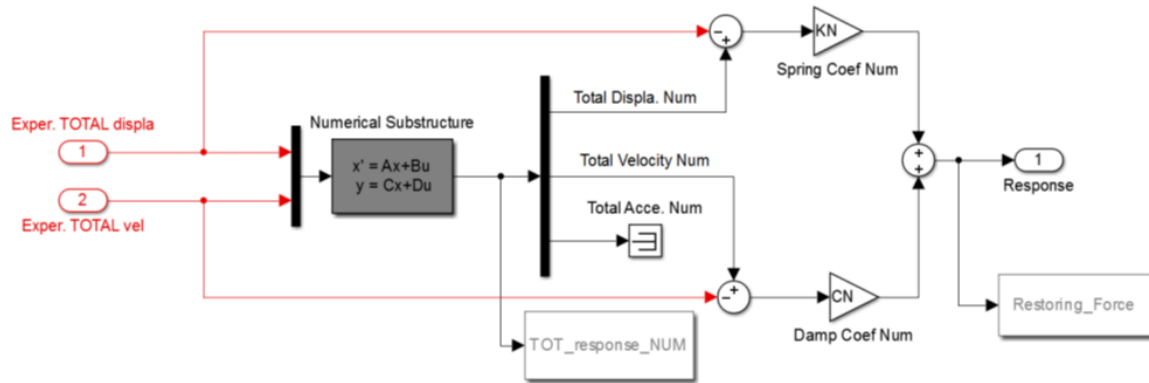 Exper. TOTAL displa
1
2
Exper. TOTAL vel
Numerical Substructure
x' = Ax+Bu
y = Cx+Du
Total Displa. Num
Total Velocity Num
Total Acce. Num
TOT_response_NUM
-
+
KN
Spring Coef Num
+
-
CN
Damp Coef Num
+
+
1
Response
Restoring_Force